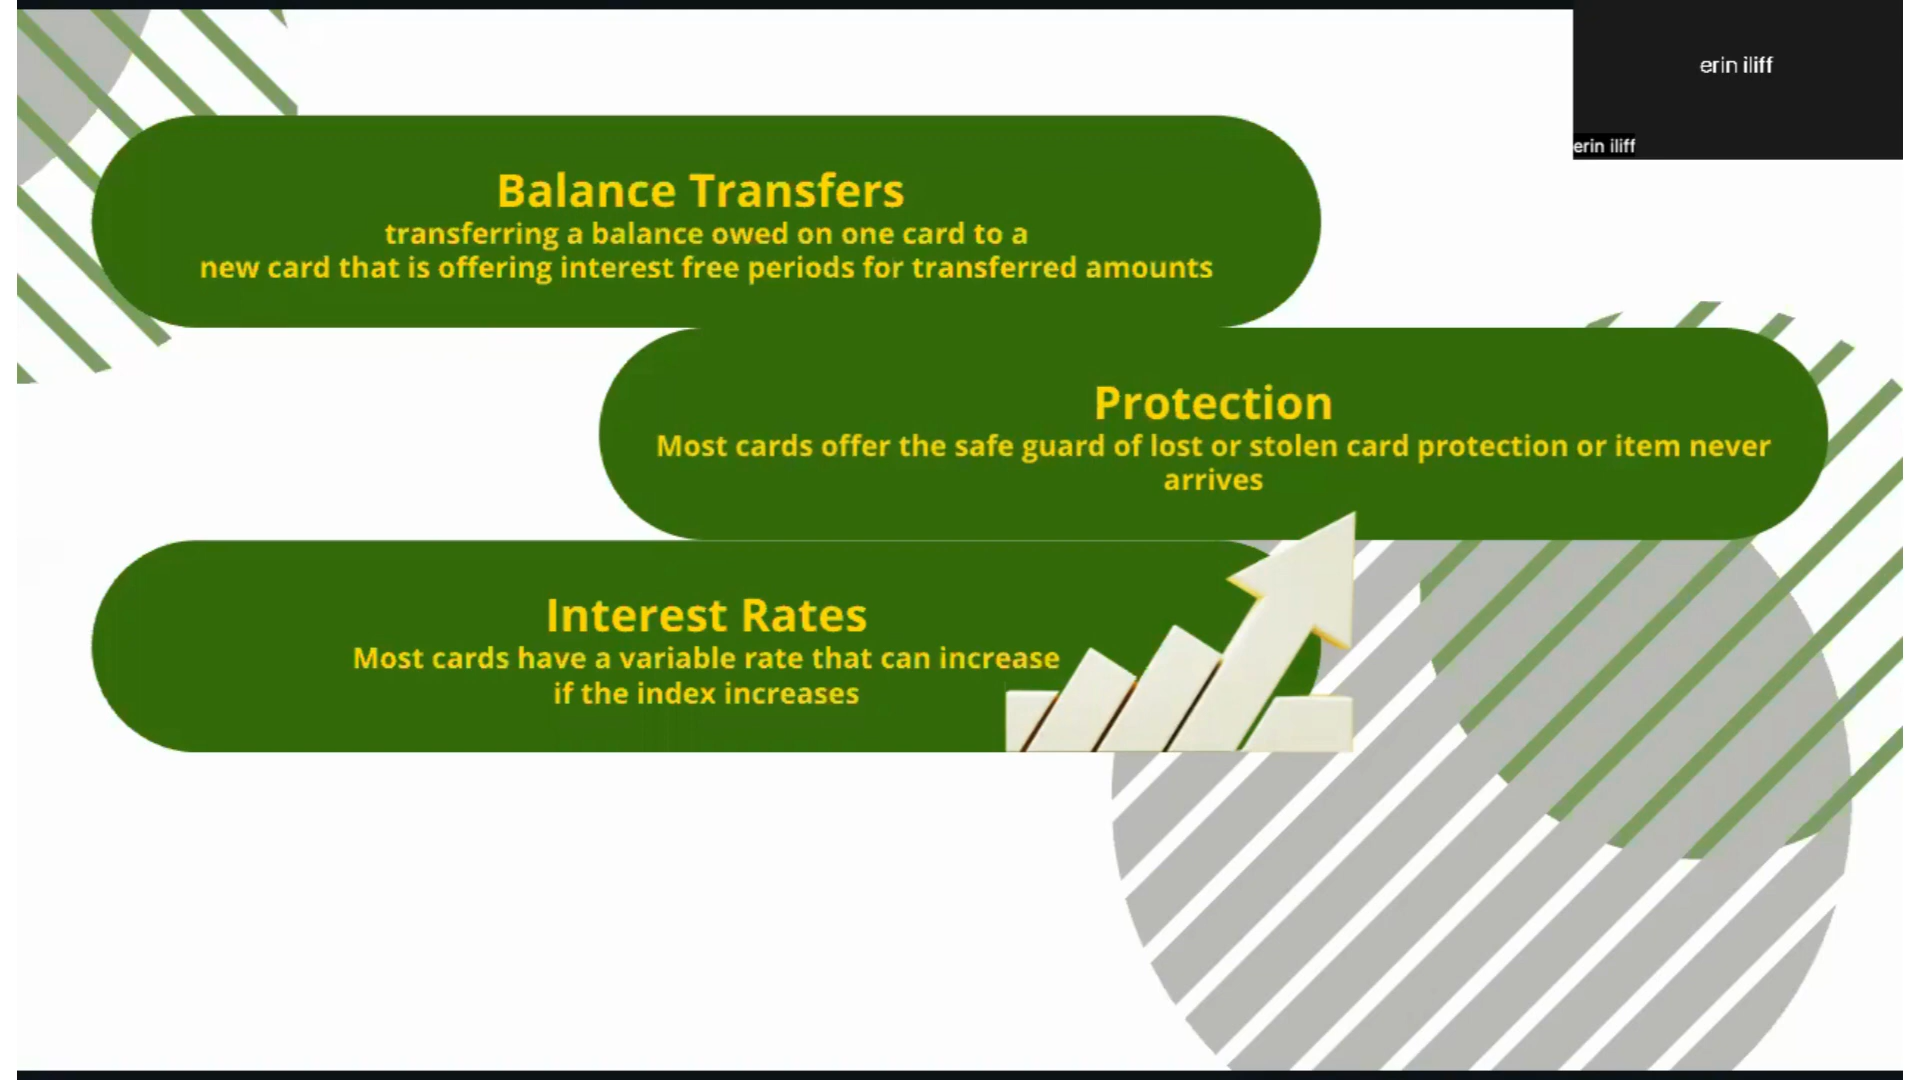 erin iliff
erin iliff
Balance Transfers
transferring a balance owed on one card to a
new card that is offering interest free periods for transferred amounts
Protection
Most cards offer the safe guard of lost or stolen card protection or item never
arrives
Interest Rates
Most cards have a variable rate that can increase
if the index increases